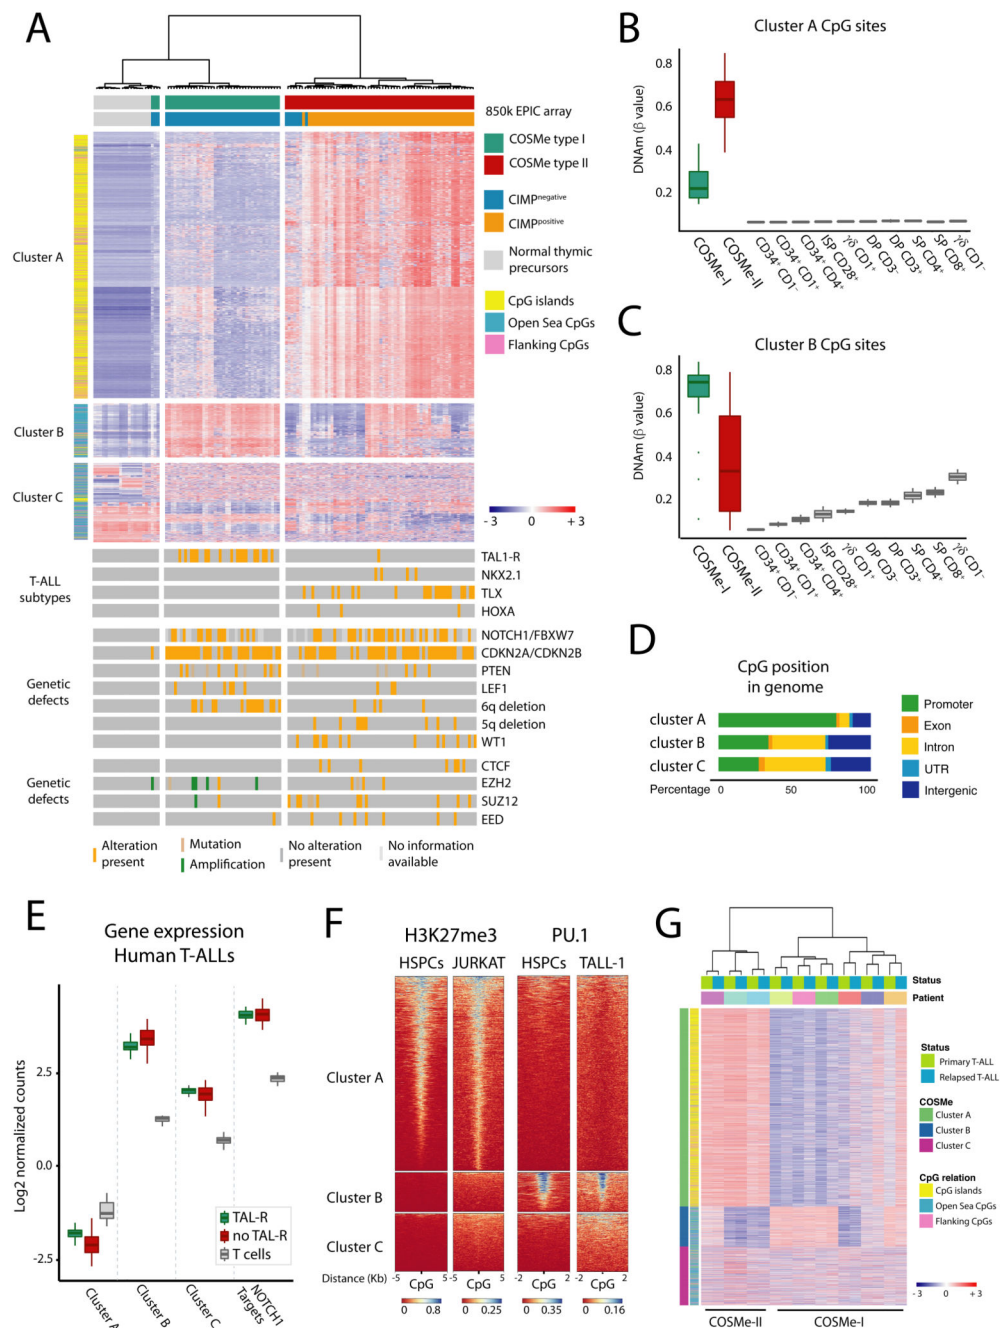 A
850k EPIC array
COSMe type I
COSMe type II
CIMPnegative
CIMPpositive
Normal thymic
precursors
CpG islands
Open Sea CpGs
Flanking CpGs
Cluster A
Cluster B
Cluster C
-3
+3
T-ALL
subtypes
TAL1-R
NKX2.1
TLX
HOXA
Genetic
defects
NOTCH1/FBXW7
CDKN2A/CDKN2B
PTEN
LEF1
6q deletion
5q deletion
WT1
Genetic
defects
CTCF
EZH2
SUZ12
EED
Alteration
present
Mutation
Amplification
No alteration
present
No information
available
B
Cluster A CpG sites
DNAm (β value)
0.8
0.6
0.4
0.2
COSMe-I
COSMe-II
CD34+ CD1-
CD34+ CD1+
CD34+ CD4+
ISP CD28+
γδ CD1+
DP CD3-
DP CD3+
SP CD4+
SP CD8+
γδ CD1-
C
Cluster B CpG sites
DNAm (β value)
0.8
0.6
0.4
0.2
COSMe-I
COSMe-II
CD34+ CD1-
CD34+ CD1+
CD34+ CD4+
ISP CD28+
γδ CD1+
DP CD3-
DP CD3+
SP CD4+
SP CD8+
γδ CD1-
D
CpG position
in genome
cluster A
cluster B
cluster C
Percentage
0
50
100
Promoter
Exon
Intron
UTR
Intergenic
E
Gene expression
Human T-ALLs
Log2 normalized counts
2.5
0.0
-2.5
TAL-R
no TAL-R
T cells
Cluster A
Cluster B
Cluster C
NOTCH1
Targets
F
H3K27me3
PU.1
HSPCs
JURKAT
HSPCs
TALL-1
Cluster A
Cluster B
Cluster C
Distance (Kb)
-5 CpG 5
-5 CpG 5
-2 CpG 2
-2 CpG 2
0 0.8
0 0.25
0 0.35
0 0.16
G
Status
Patient
Status
Primary T-ALL
Relapsed T-ALL
COSMe
Cluster A
Cluster B
Cluster C
CpG relation
CpG islands
Open Sea CpGs
Flanking CpGs
-3
+3
COSMe-II
COSMe-I